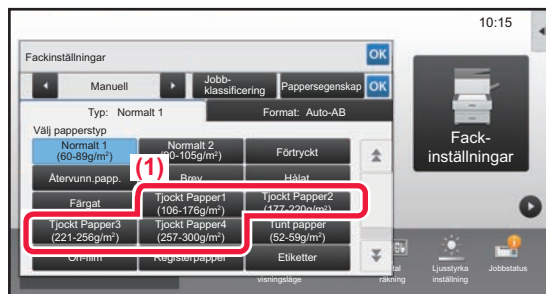 10:15
Fackinställningar
OK
Manuell
Jobb-
klassificering
Pappersegenskap
OK
Typ: Normalt 1
Format: Auto-AB
Välj papperstyp
Normalt 1
(60-89g/m²)
Normalt 2
(90-105g/m²)
Förtryckt
(1)
Återvunn.papp.
Brev
Hålat
Färgat
Tjockt Papper1
(106-176g/m²)
Tjockt Papper2
(177-220g/m²)
Tjockt Papper3
(221-256g/m²)
Tjockt Papper4
(257-300g/m²)
Tunt papper
(52-59g/m²)
OH-film
Registerpapper
Etiketter
Fack-
inställningar
visningsläge
räkning
Ljusstyrka
inställning
Jobbstatus